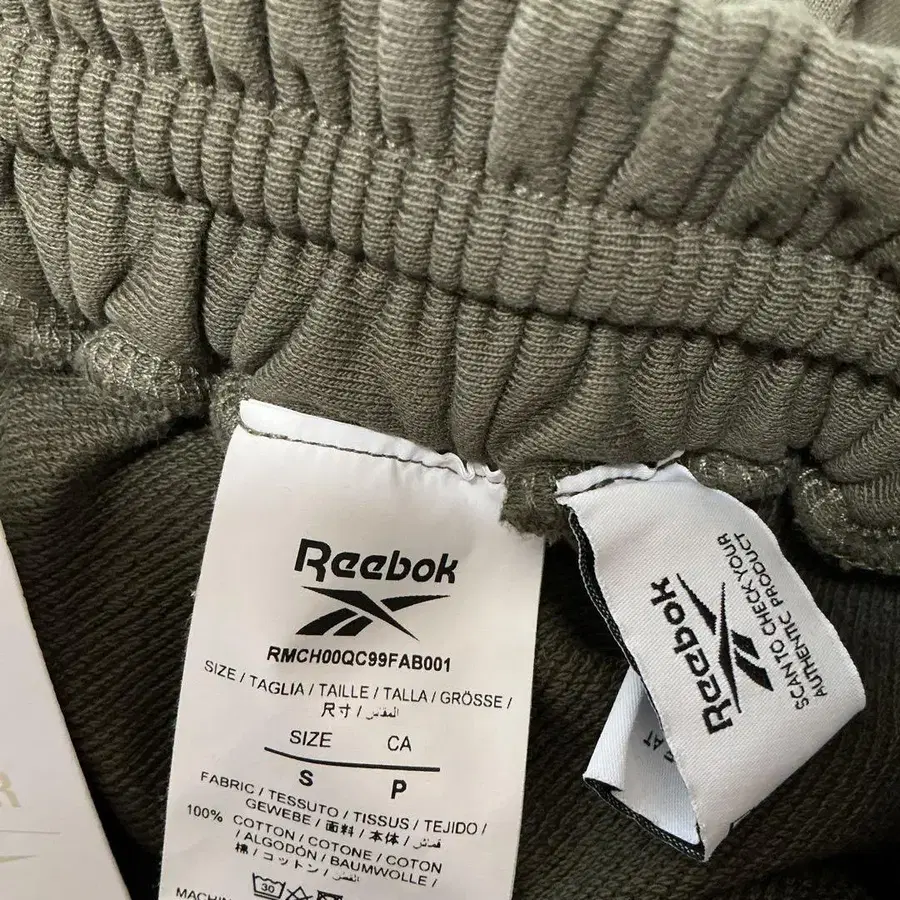 Reebok
RMCH00QC99FAB001
SIZE / TAGLIA / TAILLE / TALLA / GRÖSSE /
尺寸 / المقاس /
SIZE CA
S P
FABRIC / TESSUTO / TISSUS / TEJIDO /
GEWEBE / 面料 / 本体 / قماش /
100% COTTON / COTONE / COTON
/ ALGODÓN / BAUMWOLLE /
棉 / コットン / القطن /
30
MACHIN
Reebok
SCAN TO CHECK YOUR
AUTHENTIC PRODUCT
R